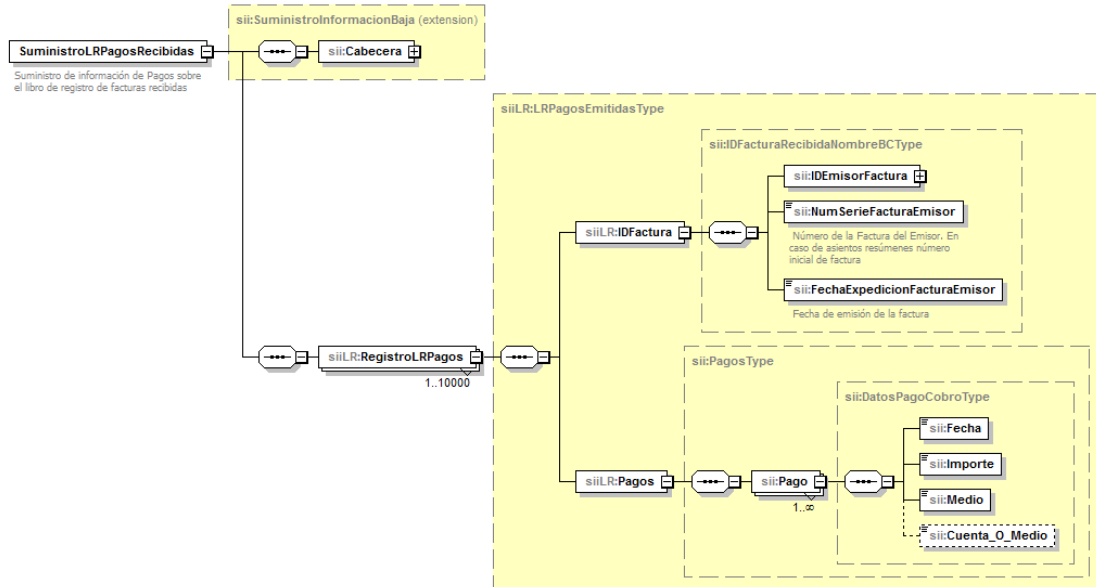 sii:SuministroInformacionBaja (extension)
SuministroLRPagosRecibidas
sii:Cabecera
Suministro de información de Pagos sobre
el libro de registro de facturas recibidas
siiLR:LRPagosEmitidasType
sii:IDFacturaRecibidaNombreBCType
sii:IDEmisorFactura
sii:NumSerieFacturaEmisor
siiLR:IDFactura
Número de la Factura del Emisor. En
caso de asientos resúmenes número
inicial de factura
sii:FechaExpedicionFacturaEmisor
Fecha de emisión de la factura
siiLR:RegistroLRPagos
1..10000
sii:PagosType
sii:DatosPagoCobroType
sii:Fecha
sii:Importe
siiLR:Pagos
sii:Pago
1..∞
sii:Medio
sii:Cuenta_O_Medio